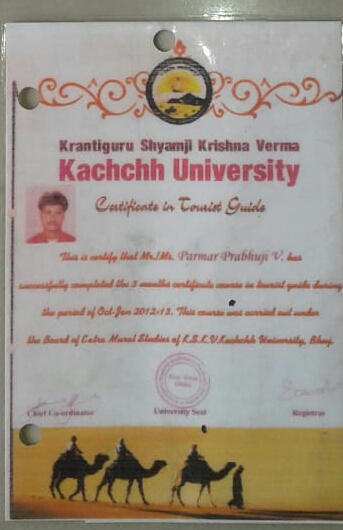 Krantiguru Shyamji Krishna Verma
Kachchh University
Certificate in Tourist Guide
This is certify that Mr./Ms. Parmar Prabhuji V. has
successfully completed the 3 months certificate course in tourist guide during
the period of Oct-Jan 2012-13. This course was carried out under
the Board of Extra Mural Studies of K.S.K.V.Kachchh University, Bhuj.
Chief Co-ordinator University Seal Registrar